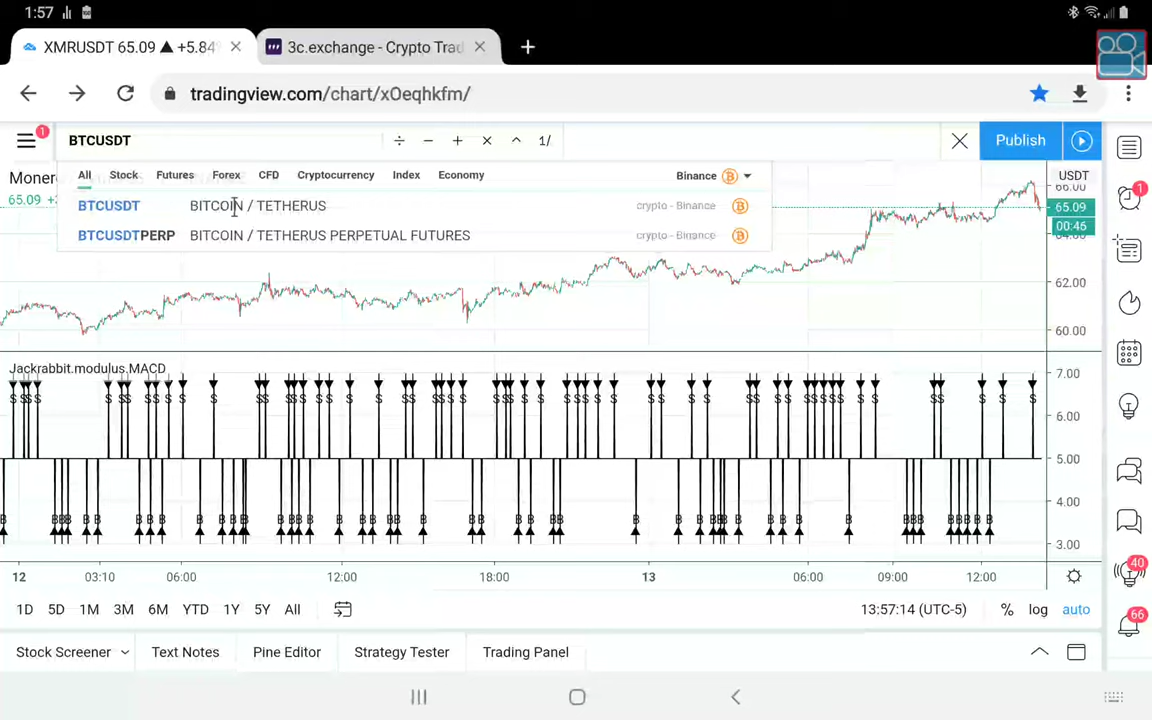 1:57
XMRUSDT 65.09 ▲ +5.84%
3c.exchange - Crypto Trad
tradingview.com/chart/xOeqhkfm/
1
BTCUSDT ÷ − + × ^ 1/
Publish
All Stock Futures Forex CFD Cryptocurrency Index Economy Binance
BTCUSDT BITCOIN / TETHERUS crypto - Binance
BTCUSDTPERP BITCOIN / TETHERUS PERPETUAL FUTURES crypto - Binance
Moner
65.09
USDT
66.00
65.09
00:46
64.00
62.00
60.00
1
Jackrabbit.modulus.MACD
7.00
6.00
5.00
4.00
3.00
S S S S S S S S S S S S S S S S S S S S S S S S S S S S S S
B B B B B B B B B B B B B B B B B B B B B B B B B B B B B B
12 03:10 06:00 12:00 18:00 13 06:00 09:00 12:00
1D 5D 1M 3M 6M YTD 1Y 5Y All 13:57:14 (UTC-5) % log auto
40
66
Stock Screener Text Notes Pine Editor Strategy Tester Trading Panel